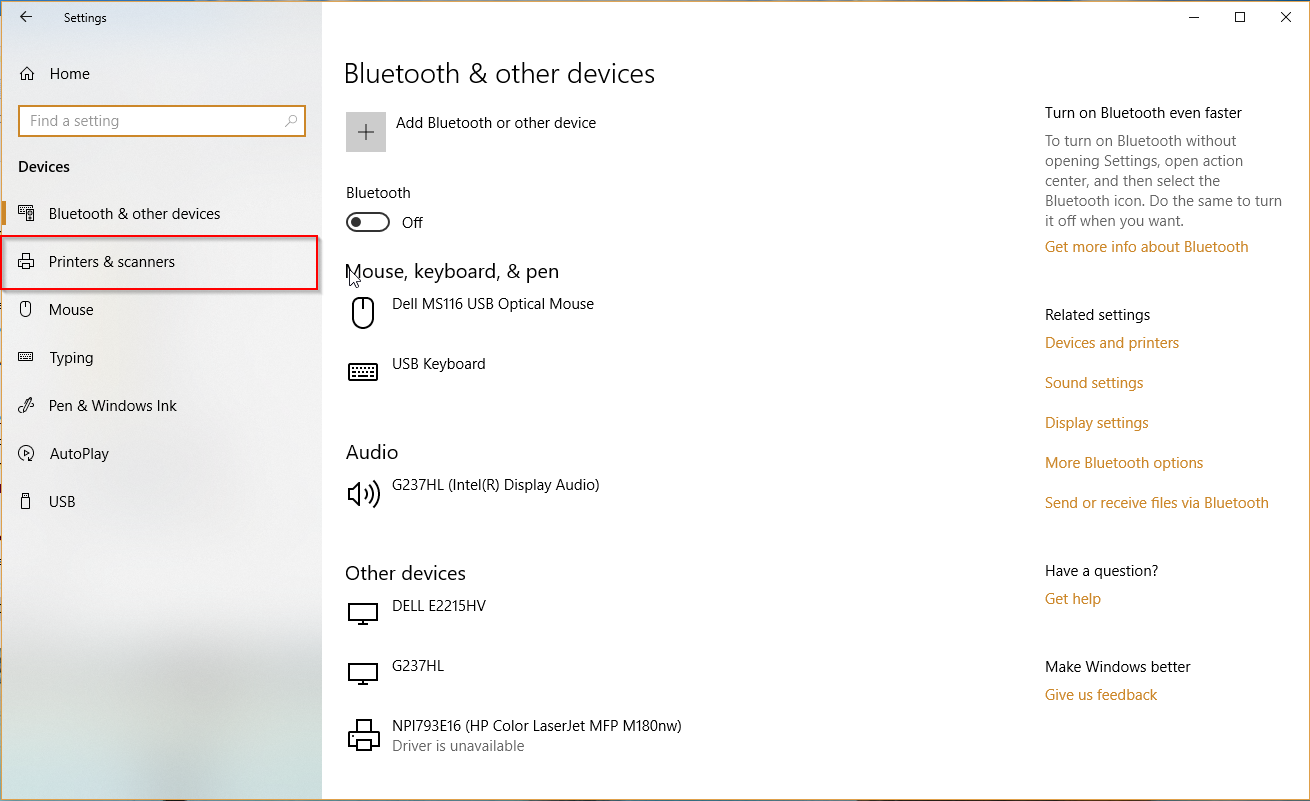 Settings
Home
Find a setting
Devices
Bluetooth & other devices
Printers & scanners
Mouse
Typing
Pen & Windows Ink
AutoPlay
USB
Bluetooth & other devices
Add Bluetooth or other device
Bluetooth
Off
Mouse, keyboard, & pen
Dell MS116 USB Optical Mouse
USB Keyboard
Audio
G237HL (Intel(R) Display Audio)
Other devices
DELL E2215HV
G237HL
NPI793E16 (HP Color LaserJet MFP M180nw)
Driver is unavailable
Turn on Bluetooth even faster
To turn on Bluetooth without
opening Settings, open action
center, and then select the
Bluetooth icon. Do the same to turn
it off when you want.
Get more info about Bluetooth
Related settings
Devices and printers
Sound settings
Display settings
More Bluetooth options
Send or receive files via Bluetooth
Have a question?
Get help
Make Windows better
Give us feedback